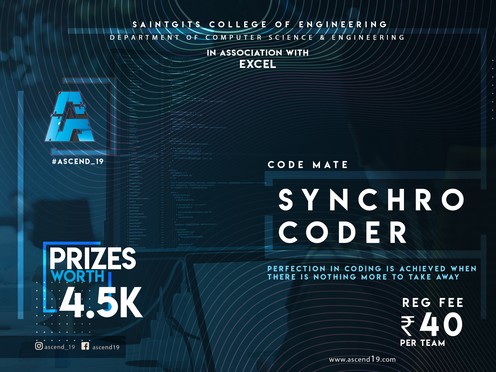 SAINTGITS COLLEGE OF ENGINEERING
DEPARTMENT OF COMPUTER SCIENCE & ENGINEERING
IN ASSOCIATION WITH
EXCEL
#ASCEND_19
CODE MATE
SYNCHRO
CODER
PERFECTION IN CODING IS ACHIEVED WHEN
THERE IS NOTHING MORE TO TAKE AWAY
PRIZES
WORTH
4.5K
REG FEE
₹40
PER TEAM
ascend_19 ascend19
www.ascend19.com